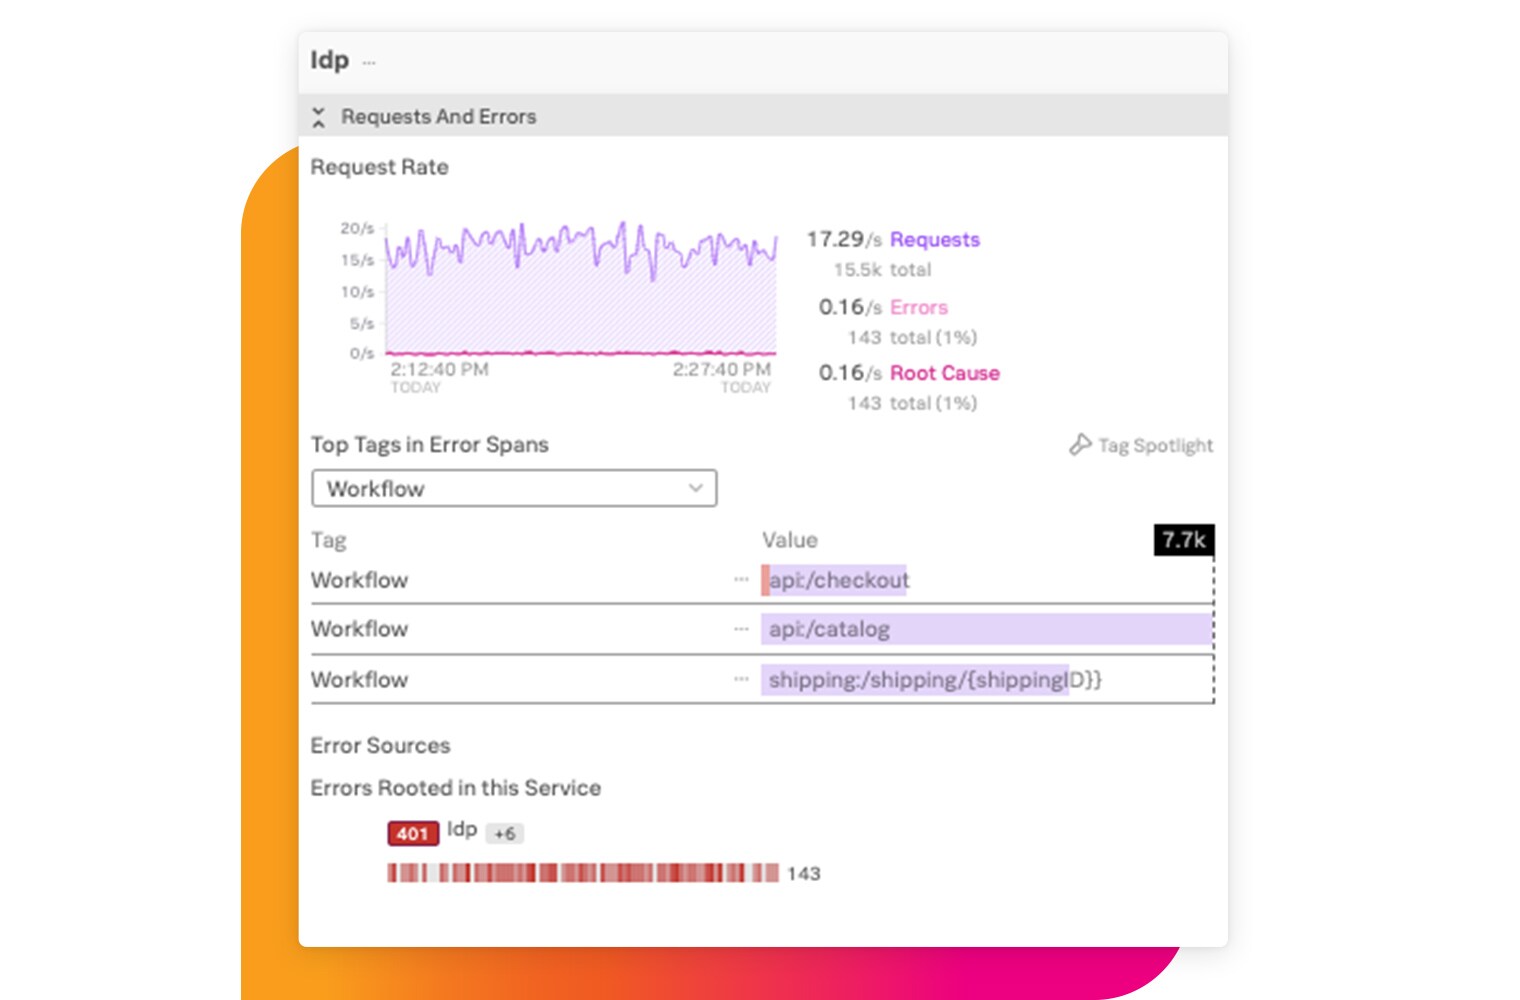 ldp ...
Requests And Errors
Request Rate
20/s
15/s
10/s
5/s
0/s
2:12:40 PM
TODAY
2:27:40 PM
TODAY
17.29/s Requests
15.5k total
0.16/s Errors
143 total (1%)
0.16/s Root Cause
143 total (1%)
Top Tags in Error Spans
Tag Spotlight
Workflow
Tag Value 7.7k
Workflow ... api:/checkout
Workflow ... api:/catalog
Workflow ... shipping:/shipping/{shippingID}}
Error Sources
Errors Rooted in this Service
401 ldp +6
143